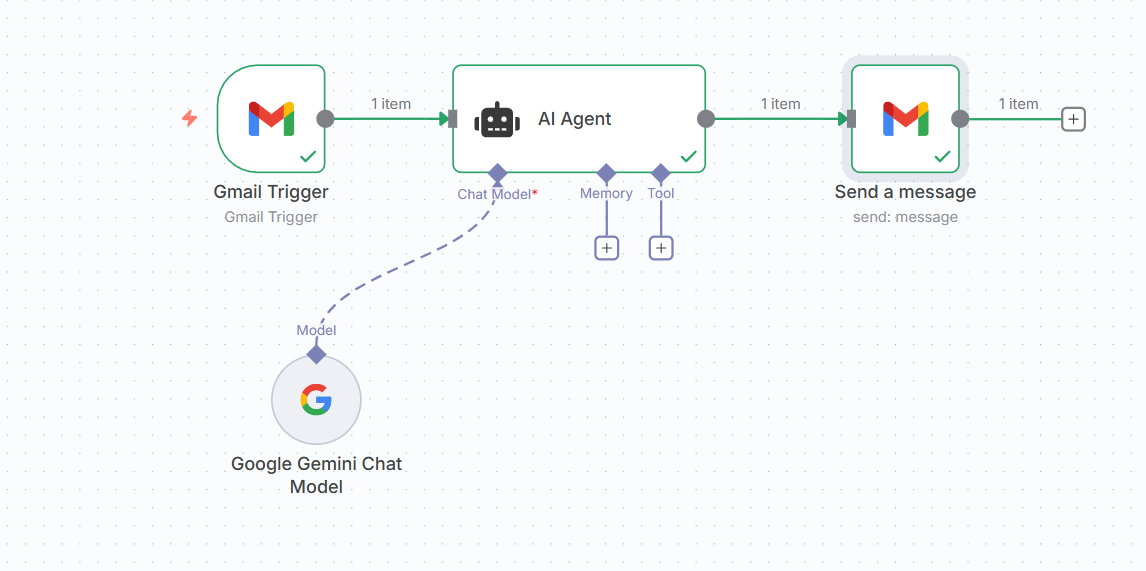 1 item
1 item
1 item
AI Agent
Gmail Trigger
Gmail Trigger
Chat Model*
Memory
Tool
Send a message
send: message
Model
Google Gemini Chat
Model